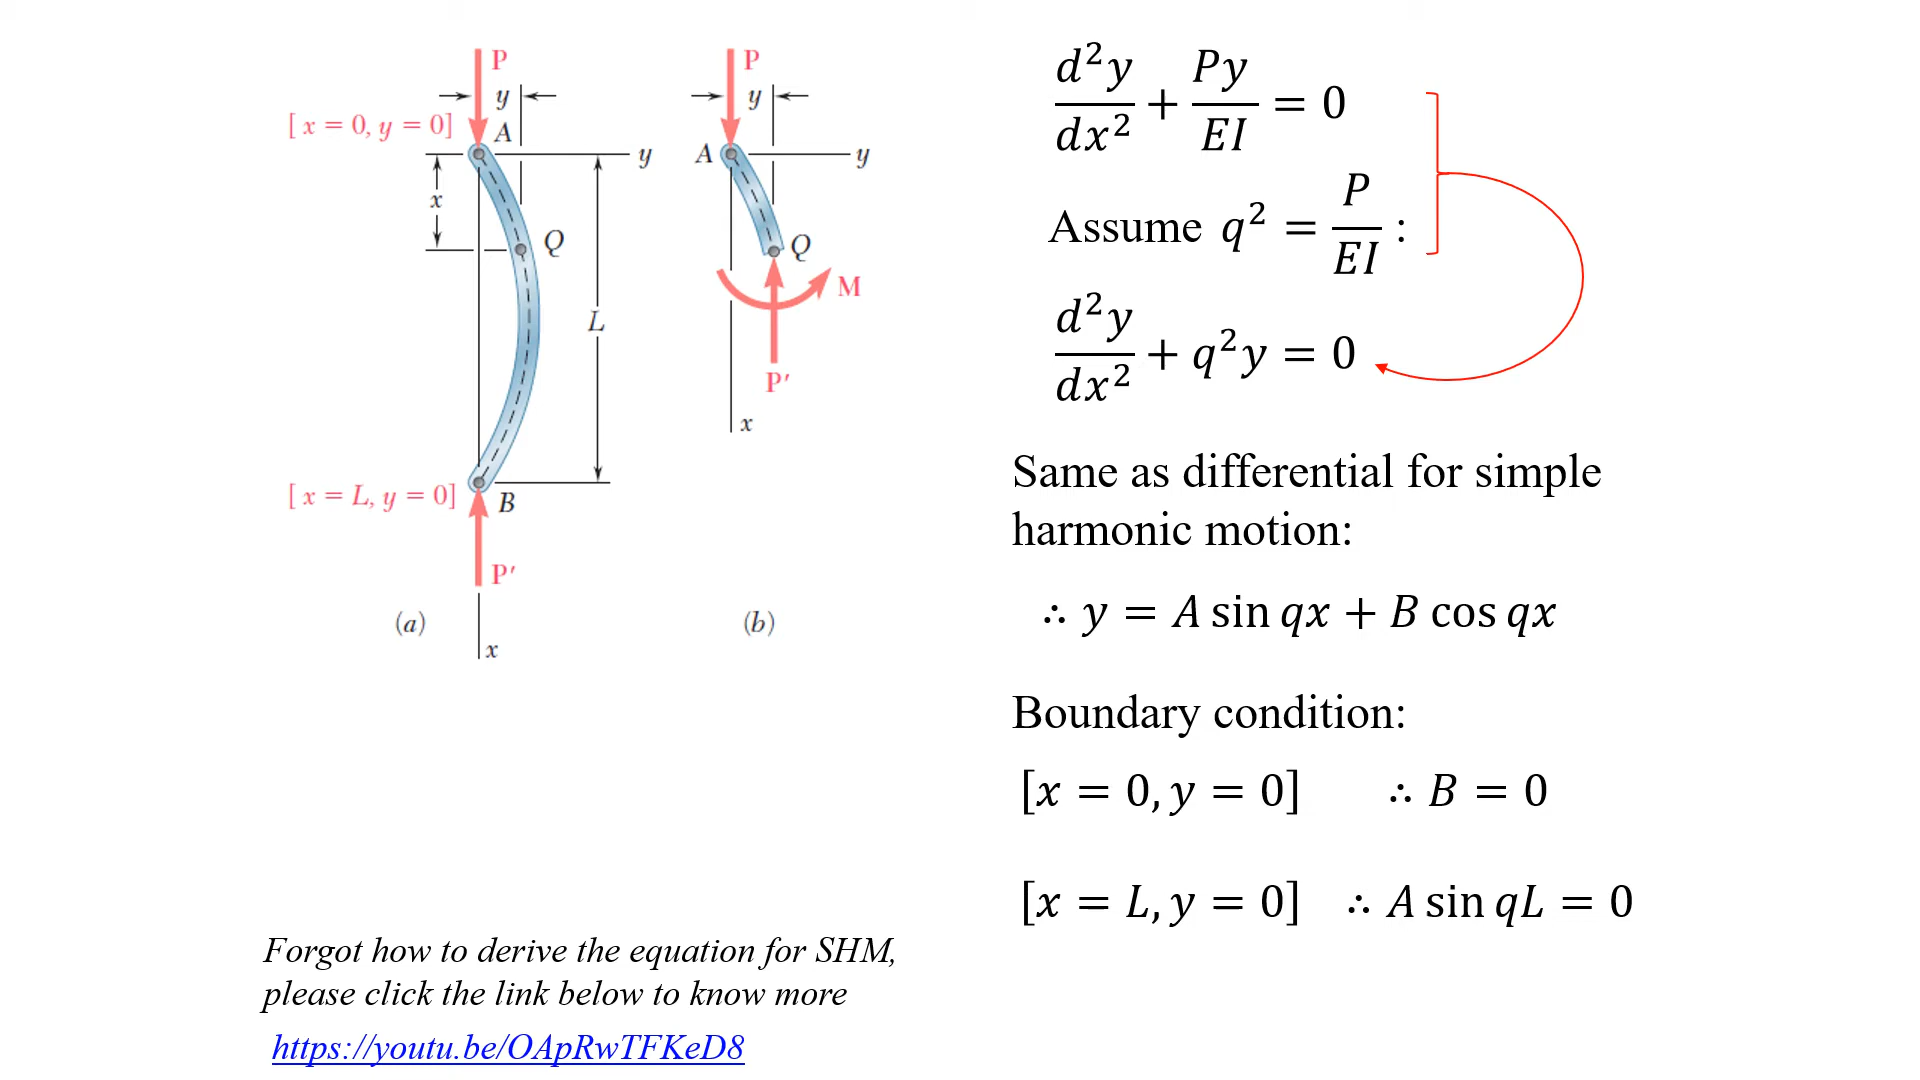 P
y
[ x = 0, y = 0]
A
y
x
Q
L
[ x = L, y = 0]
B
P′
(a)
x
P
y
A
y
Q
M
P′
x
(b)
d²y/dx² + Py/EI = 0
Assume q² = P/EI :
d²y/dx² + q²y = 0
Same as differential for simple
harmonic motion:
∴ y = A sin qx + B cos qx
Boundary condition:
[x = 0, y = 0] ∴ B = 0
[x = L, y = 0] ∴ A sin qL = 0
Forgot how to derive the equation for SHM,
please click the link below to know more
https://youtu.be/OApRwTFKeD8